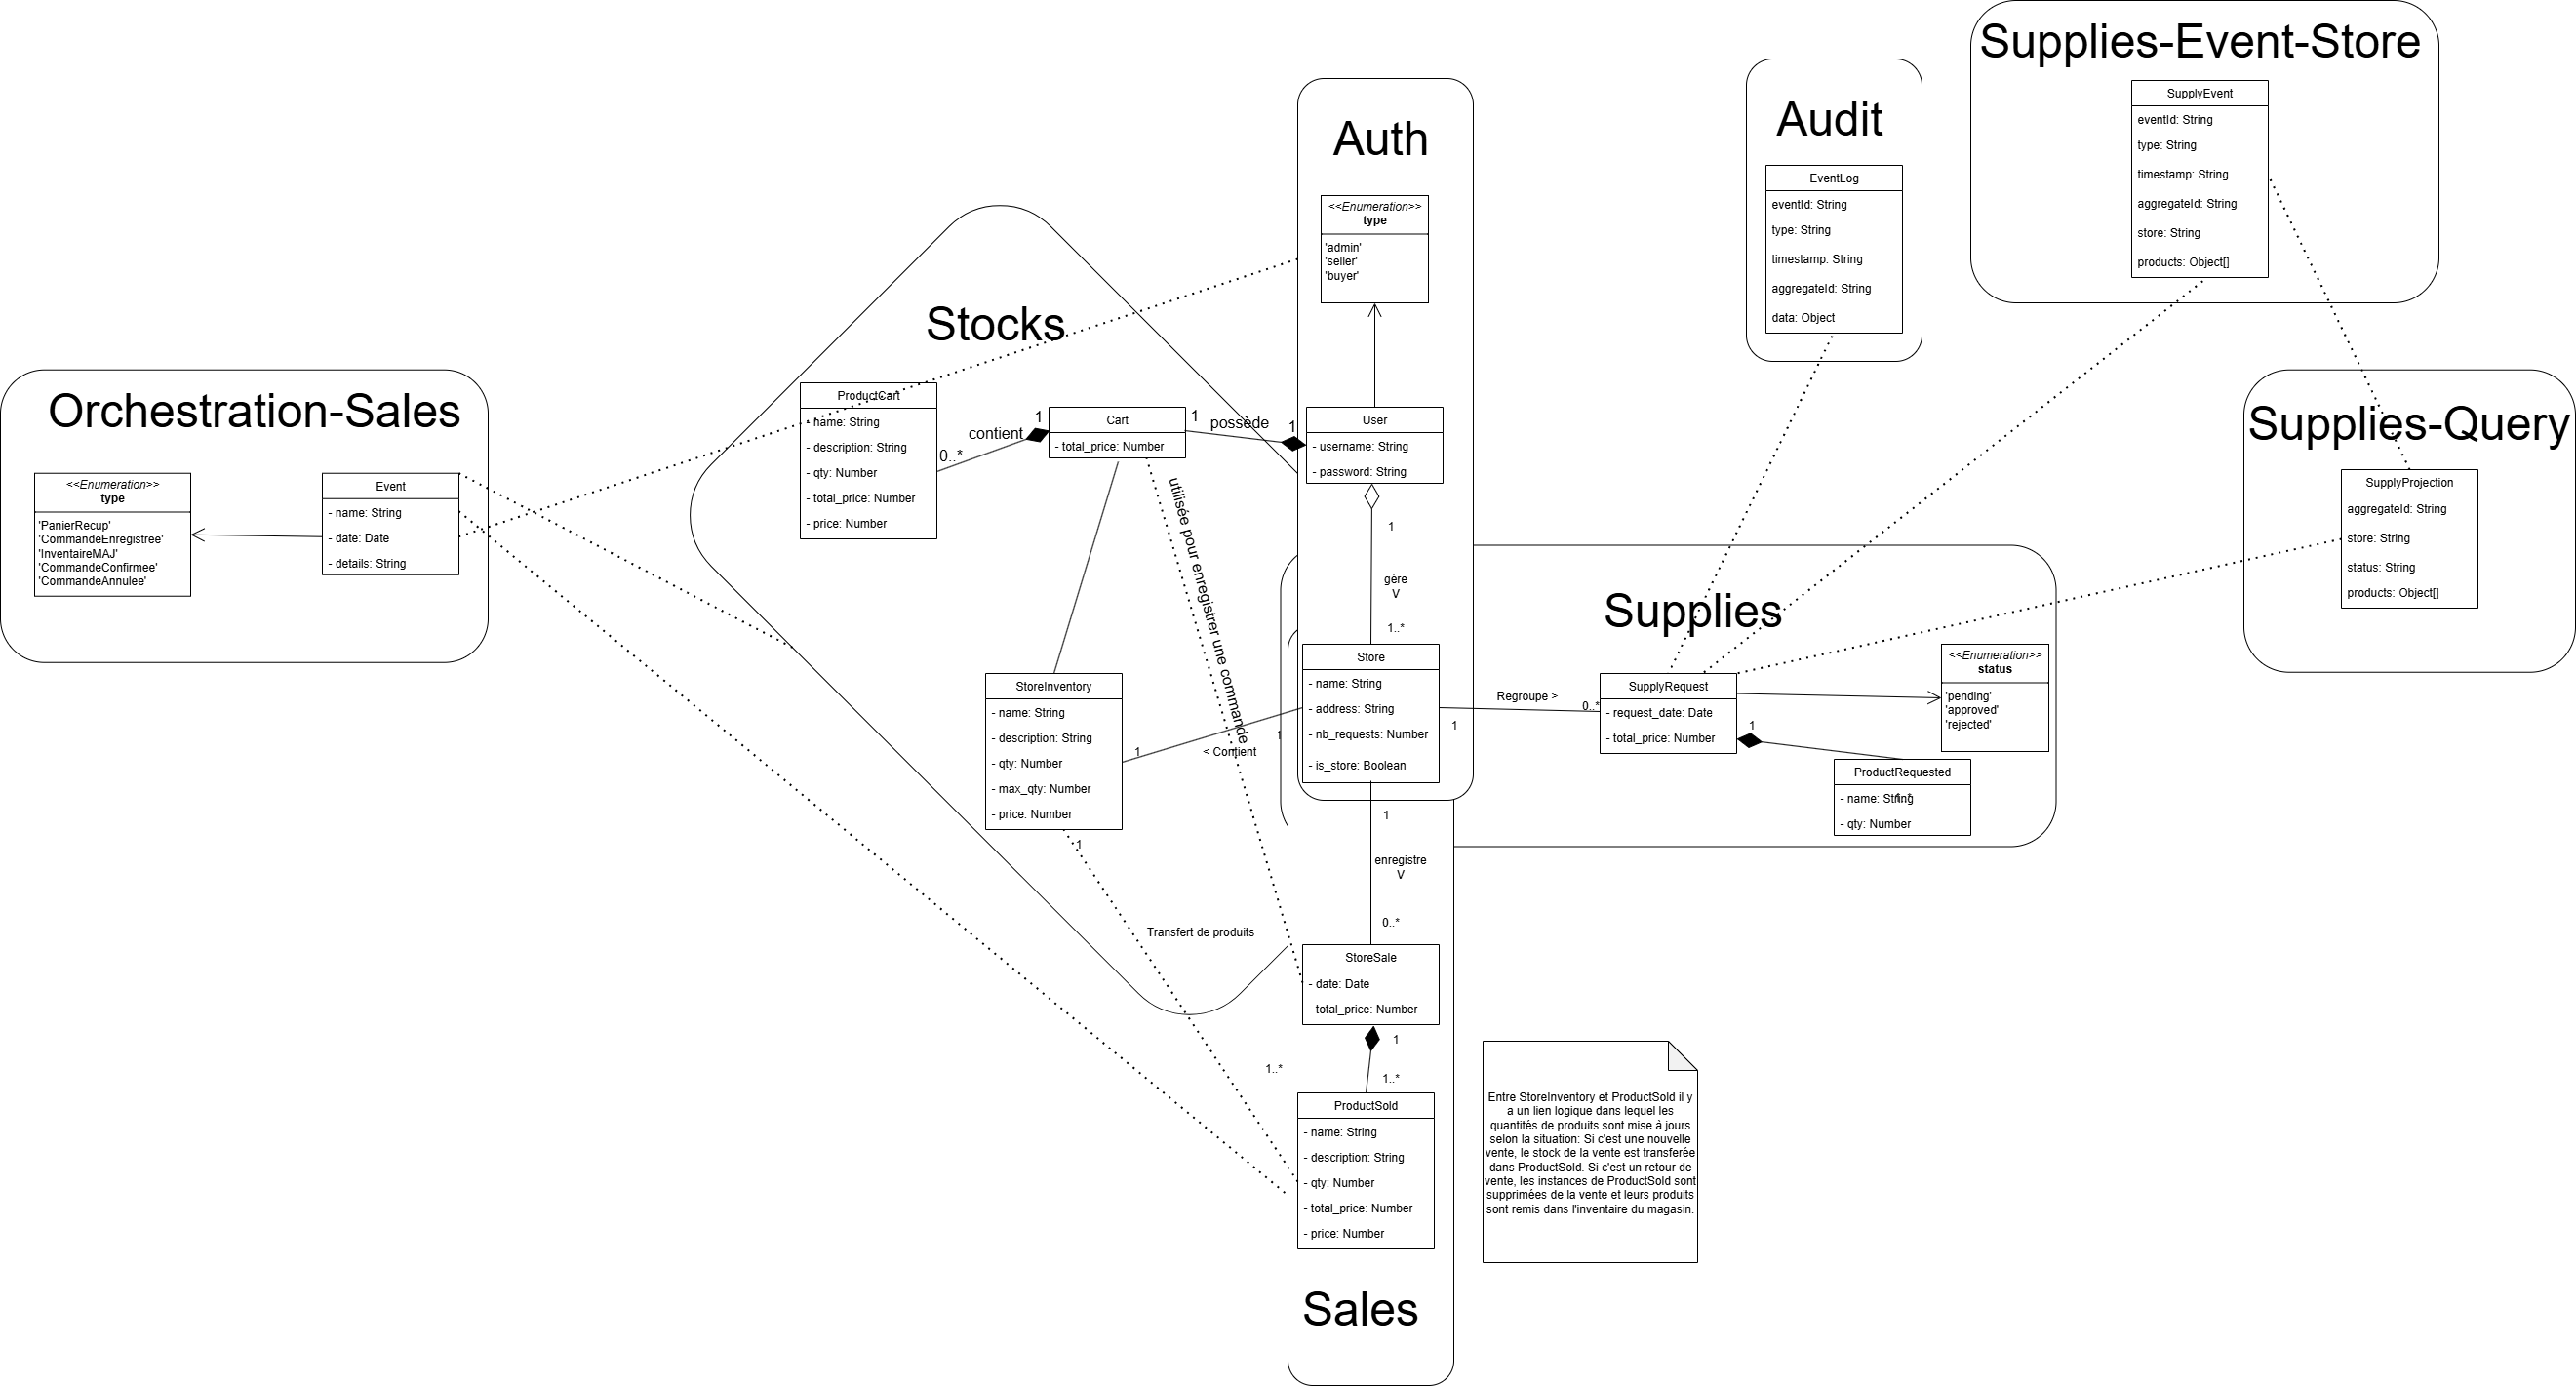 Supplies-Event-Store
SupplyEvent
eventId: String
type: String
timestamp: String
aggregateId: String
store: String
products: Object[]
Audit
EventLog
eventId: String
type: String
timestamp: String
aggregateId: String
data: Object
Auth
<<Enumeration>>
type
'admin'
'seller'
'buyer'
User
- username: String
- password: String
1
gère
V
1..*
Store
- name: String
- address: String
- nb_requests: Number
- is_store: Boolean
Stocks
ProductCart
- name: String
- description: String
- qty: Number
- total_price: Number
- price: Number
0..*
contient
1
Cart
- total_price: Number
1
possède
1
utilisée pour enregistrer une commande
StoreInventory
- name: String
- description: String
- qty: Number
- max_qty: Number
- price: Number
1
< Contient
1
1
Transfert de produits
1..*
Orchestration-Sales
<<Enumeration>>
type
'PanierRecup'
'CommandeEnregistree'
'InventaireMAJ'
'CommandeConfirmee'
'CommandeAnnulee'
Event
- name: String
- date: Date
- details: String
Supplies-Query
SupplyProjection
aggregateId: String
store: String
status: String
products: Object[]
Supplies
1
Regroupe >
0..*
SupplyRequest
- request_date: Date
- total_price: Number
<<Enumeration>>
status
'pending'
'approved'
'rejected'
1
ProductRequested
- name: String
- qty: Number
1
enregistre
V
0..*
StoreSale
- date: Date
- total_price: Number
1
1..*
ProductSold
- name: String
- description: String
- qty: Number
- total_price: Number
- price: Number
Sales
Entre StoreInventory et ProductSold il y
a un lien logique dans lequel les
quantités de produits sont mise à jours
selon la situation: Si c'est une nouvelle
vente, le stock de la vente est transferée
dans ProductSold. Si c'est un retour de
vente, les instances de ProductSold sont
supprimées de la vente et leurs produits
sont remis dans l'inventaire du magasin.